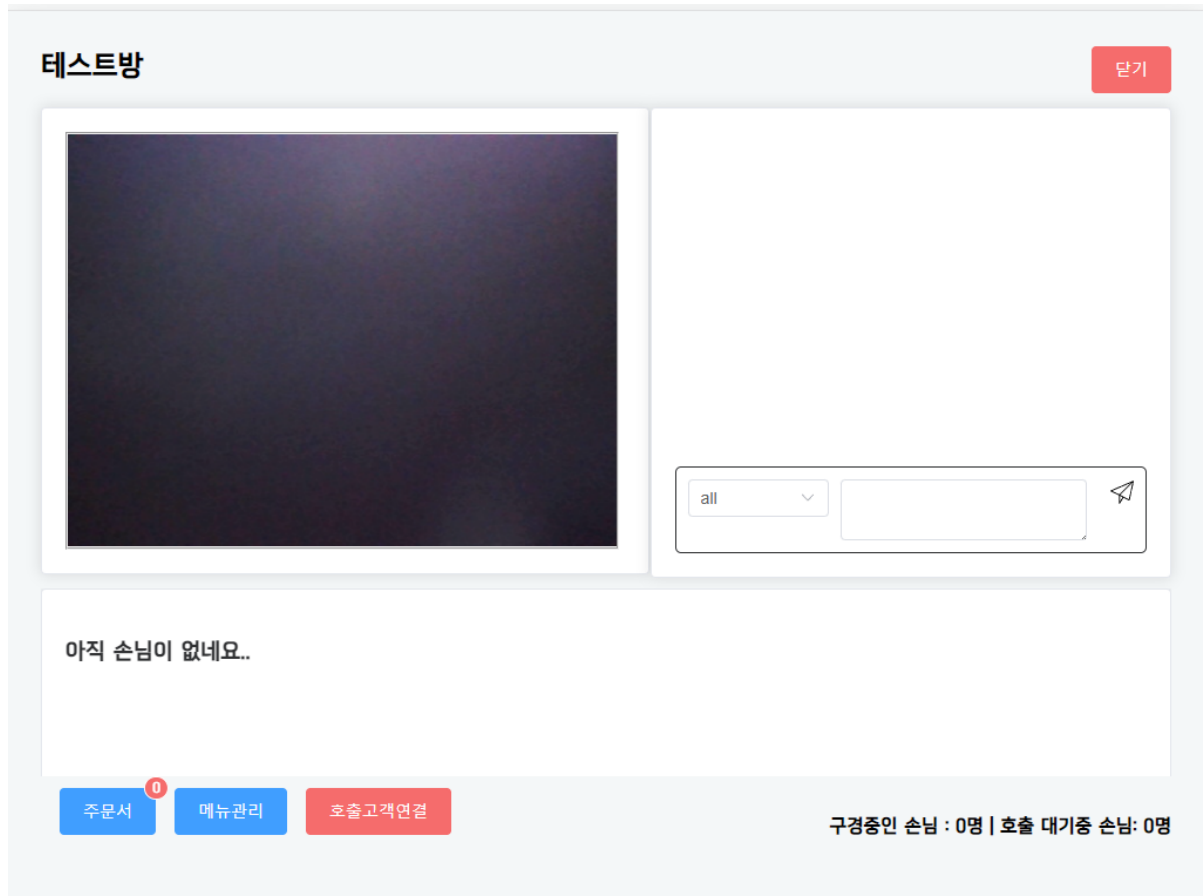 테스트방
닫기
all
아직 손님이 없네요..
주문서
0
메뉴관리
호출고객연결
구경중인 손님 : 0명 | 호출 대기중 손님: 0명